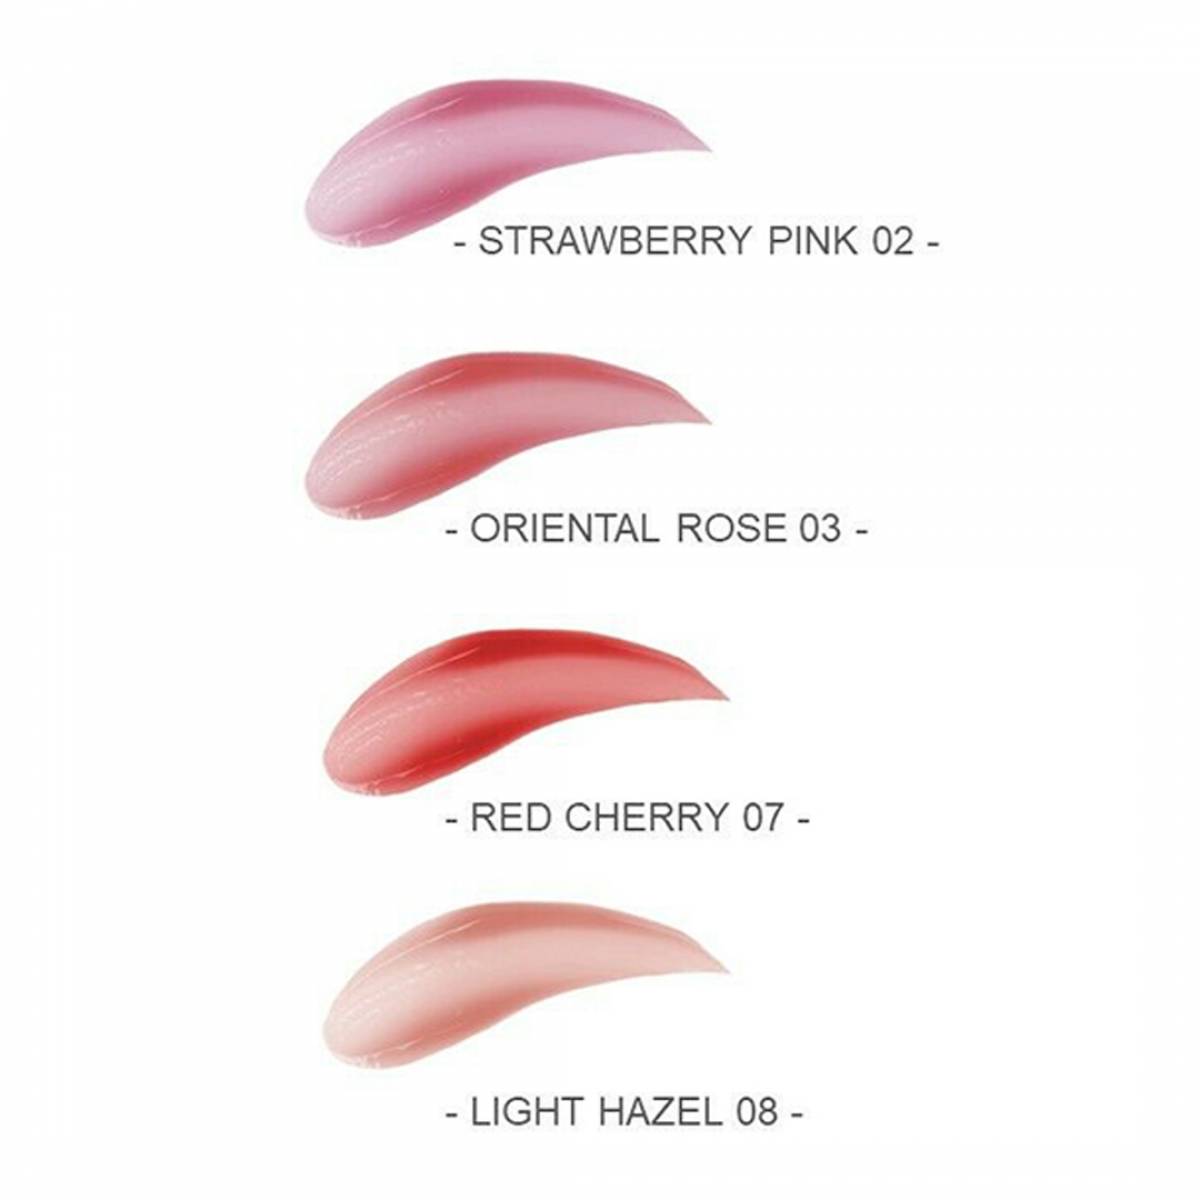 - STRAWBERRY PINK 02 -
- ORIENTAL ROSE 03 -
- RED CHERRY 07 -
- LIGHT HAZEL 08 -